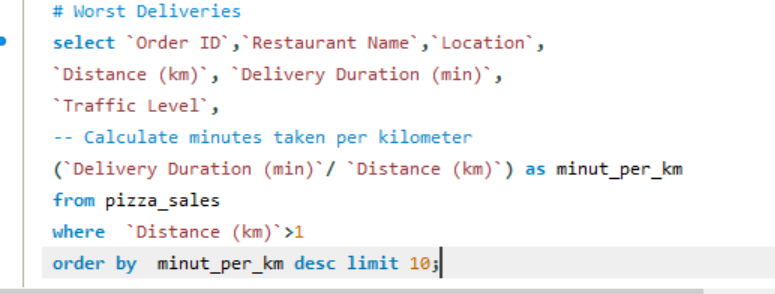 # Worst Deliveries
select `Order ID`,`Restaurant Name`,`Location`,
`Distance (km)`, `Delivery Duration (min)`,
`Traffic Level`,
-- Calculate minutes taken per kilometer
(`Delivery Duration (min)`/ `Distance (km)`) as minut_per_km
from pizza_sales
where  `Distance (km)`>1
order by  minut_per_km desc limit 10;